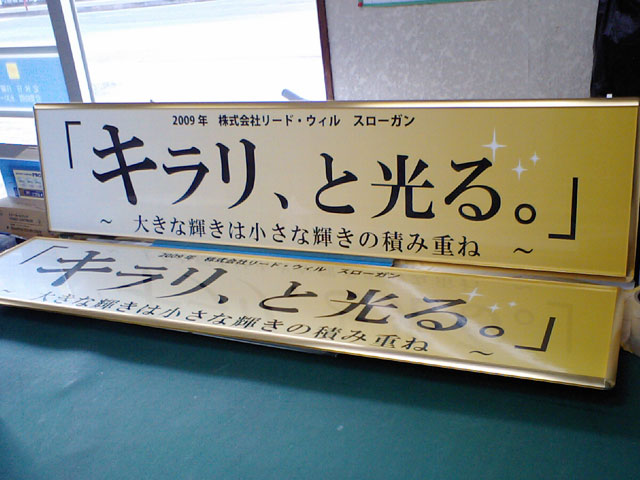 2009年 株式会社リード・ウィル スローガン
「キラリ、と光る。」
~ 大きな輝きは小さな輝きの積み重ね ~
2009年 株式会社リード・ウィル スローガン
「キラリ、と光る。」
~ 大きな輝きは小さな輝きの積み重ね ~